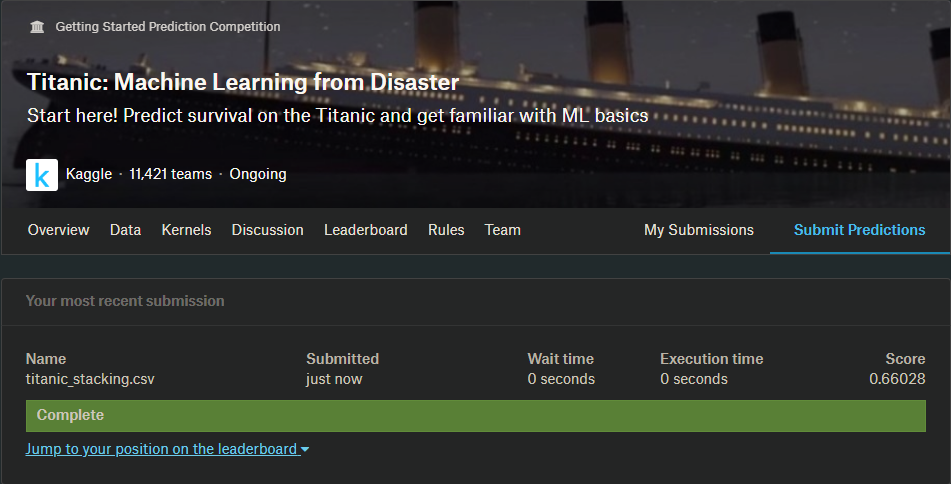 Getting Started Prediction Competition
Titanic: Machine Learning from Disaster
Start here! Predict survival on the Titanic and get familiar with ML basics
k Kaggle · 11,421 teams · Ongoing
Overview Data Kernels Discussion Leaderboard Rules Team My Submissions Submit Predictions
Your most recent submission
Name Submitted Wait time Execution time Score
titanic_stacking.csv just now 0 seconds 0 seconds 0.66028
Complete
Jump to your position on the leaderboard